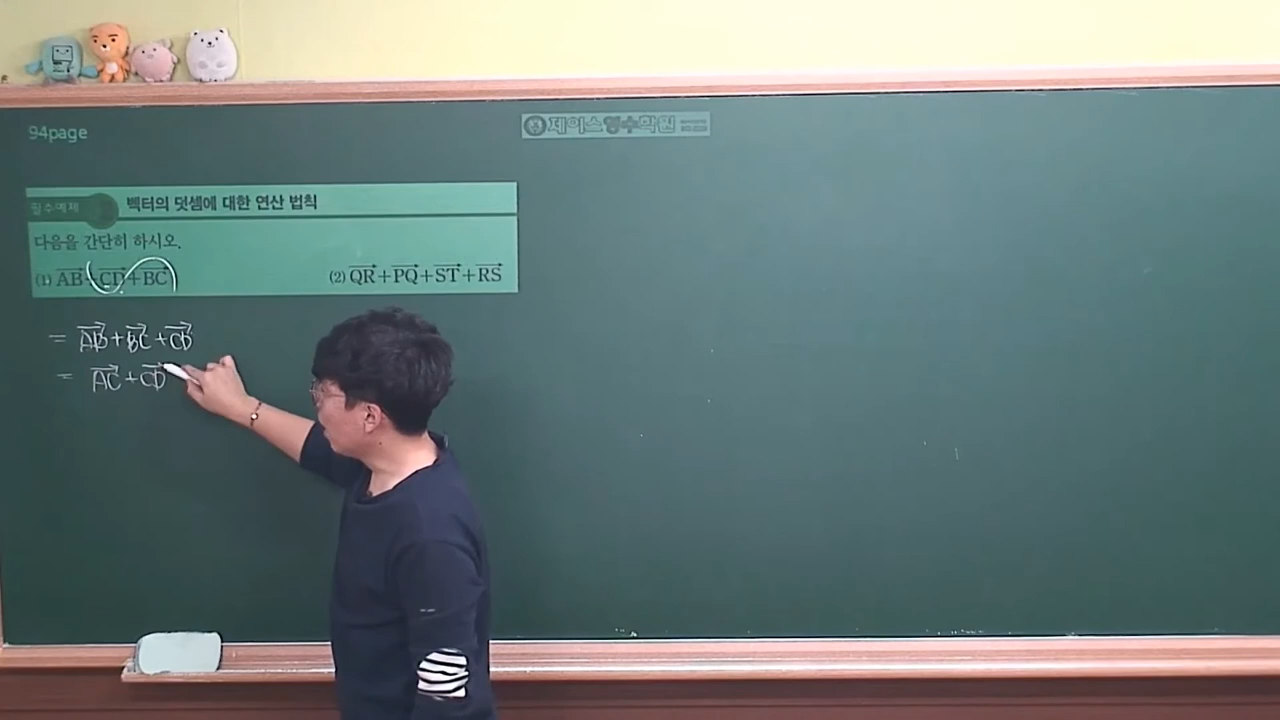 94page
제이스영수학원
필수예제 벡터의 덧셈에 대한 연산 법칙
다음을 간단히 하시오.
(1) $\overrightarrow{AB}+\overrightarrow{CD}+\overrightarrow{BC}$ (2) $\overrightarrow{QR}+\overrightarrow{PQ}+\overrightarrow{ST}+\overrightarrow{RS}$
= $\overrightarrow{AB}+\overrightarrow{BC}+\overrightarrow{CD}$
= $\overrightarrow{AC}+\overrightarrow{CD}$